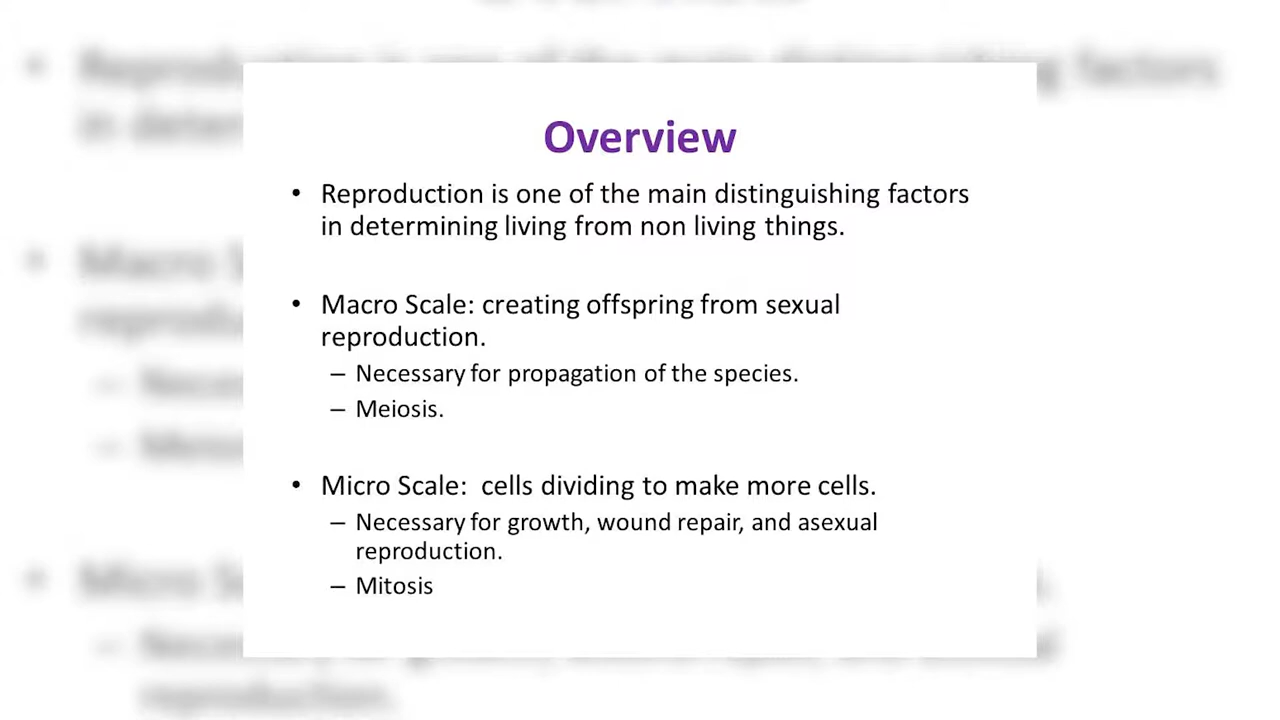 Overview
• Reproduction is one of the main distinguishing factors
in determining living from non living things.
• Macro Scale: creating offspring from sexual
reproduction.
– Necessary for propagation of the species.
– Meiosis.
• Micro Scale:  cells dividing to make more cells.
– Necessary for growth, wound repair, and asexual
reproduction.
– Mitosis